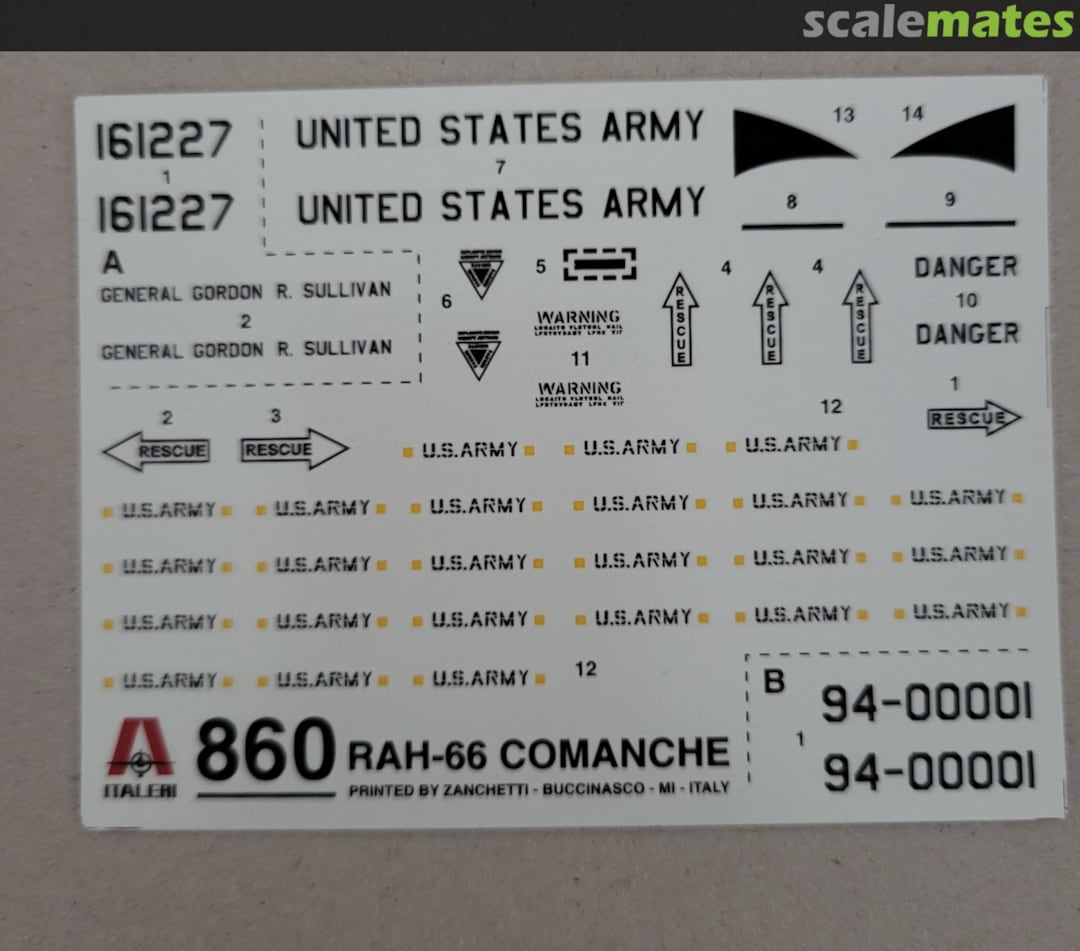 scalemates
161227
1
161227
UNITED STATES ARMY
7
UNITED STATES ARMY
13 14
8 9
A
GENERAL GORDON R. SULLIVAN
2
GENERAL GORDON R. SULLIVAN
6
5
WARNING
11
WARNING
4 4
RESCUE RESCUE RESCUE
DANGER
10
DANGER
2 3
RESCUE RESCUE
12
1
RESCUE
U.S.ARMY U.S.ARMY U.S.ARMY
U.S.ARMY U.S.ARMY U.S.ARMY U.S.ARMY U.S.ARMY U.S.ARMY
U.S.ARMY U.S.ARMY U.S.ARMY U.S.ARMY U.S.ARMY U.S.ARMY
U.S.ARMY U.S.ARMY U.S.ARMY U.S.ARMY U.S.ARMY U.S.ARMY
U.S.ARMY U.S.ARMY U.S.ARMY 12
ITALERI
860 RAH-66 COMANCHE
PRINTED BY ZANCHETTI - BUCCINASCO - MI - ITALY
B
94-00001
1
94-00001